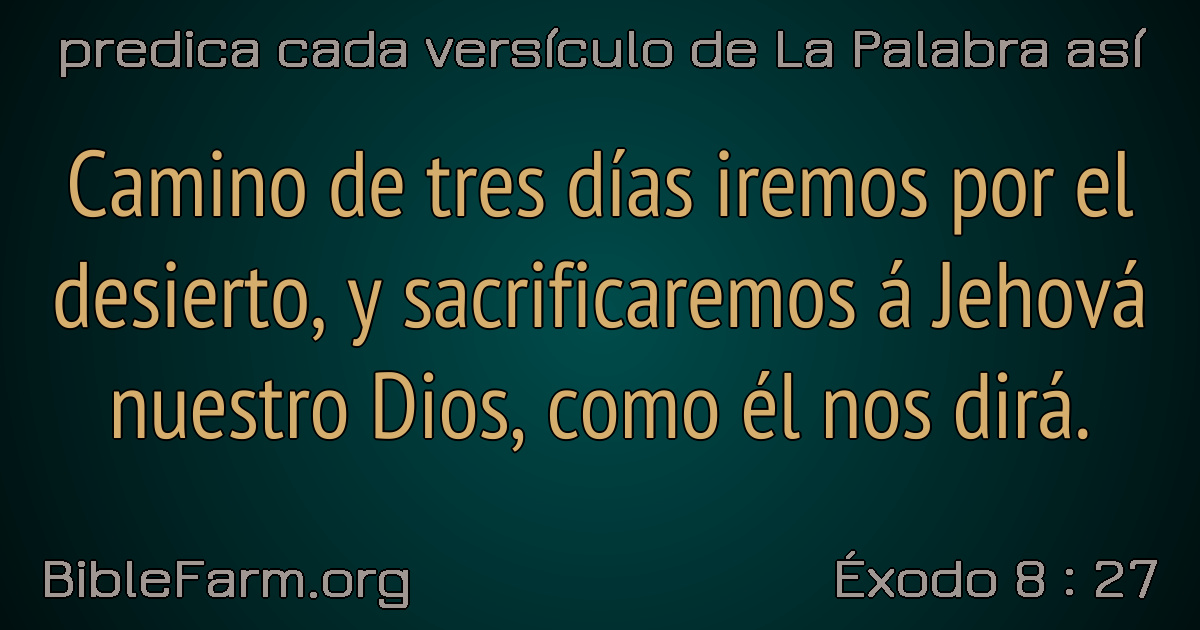 predica cada versículo de La Palabra así
Camino de tres días iremos por el
desierto, y sacrificaremos á Jehová
nuestro Dios, como él nos dirá.
BibleFarm.org
Éxodo 8 : 27